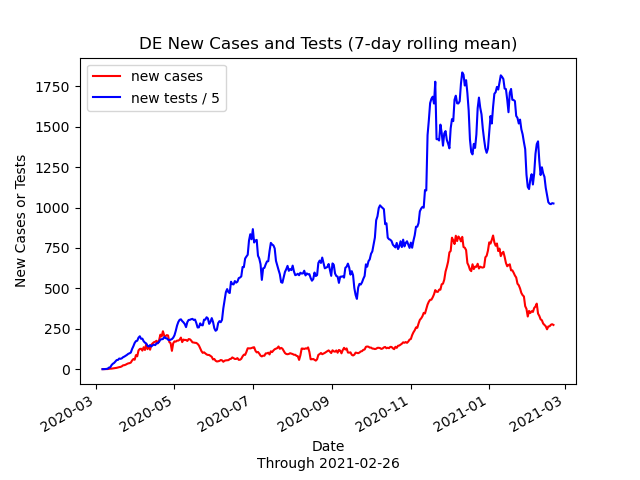 DE New Cases and Tests (7-day rolling mean)
new cases
new tests / 5
New Cases or Tests
1750
1500
1250
1000
750
500
250
0
2020-03
2020-05
2020-07
2020-09
2020-11
2021-01
2021-03
Date
Through 2021-02-26